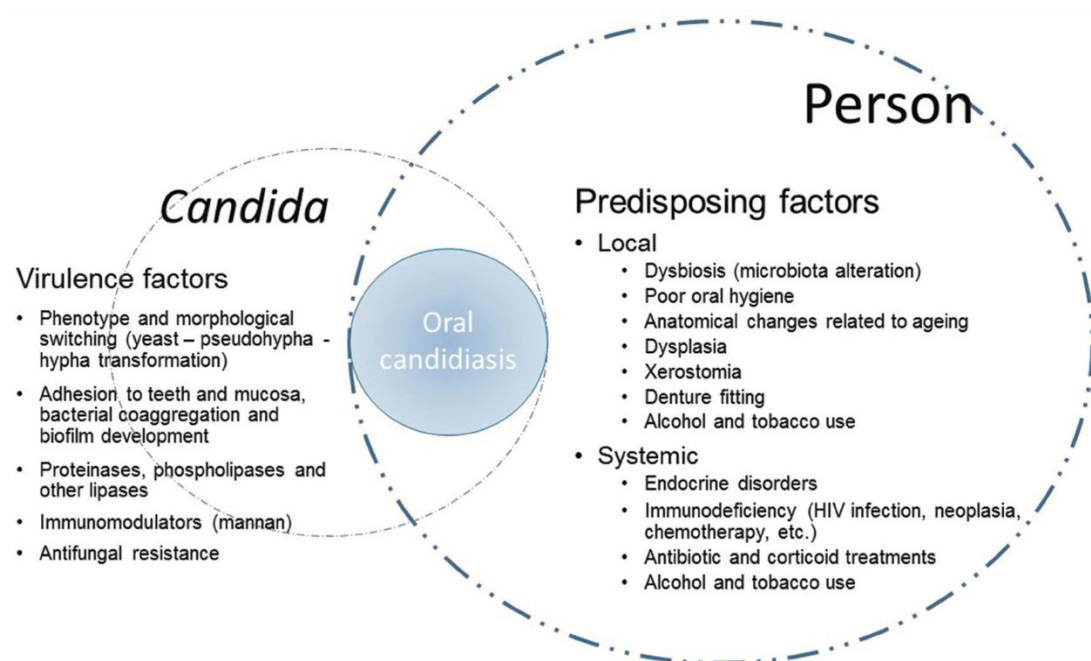 Person
Candida
Virulence factors
• Phenotype and morphological
switching (yeast – pseudohypha -
hypha transformation)
• Adhesion to teeth and mucosa,
bacterial coaggregation and
biofilm development
• Proteinases, phospholipases and
other lipases
• Immunomodulators (mannan)
• Antifungal resistance
Oral
candidiasis
Predisposing factors
• Local
• Dysbiosis (microbiota alteration)
• Poor oral hygiene
• Anatomical changes related to ageing
• Dysplasia
• Xerostomia
• Denture fitting
• Alcohol and tobacco use
• Systemic
• Endocrine disorders
• Immunodeficiency (HIV infection, neoplasia,
chemotherapy, etc.)
• Antibiotic and corticoid treatments
• Alcohol and tobacco use